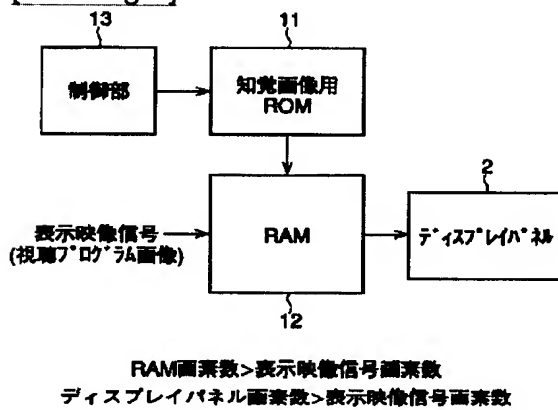 13
11
制御部
知覚画像用
ROM
2
表示映像信号
(視聴プログラム画像)
RAM
ディスプレイパネル
12
RAM画素数>表示映像信号画素数
ディスプレイパネル画素数>表示映像信号画素数